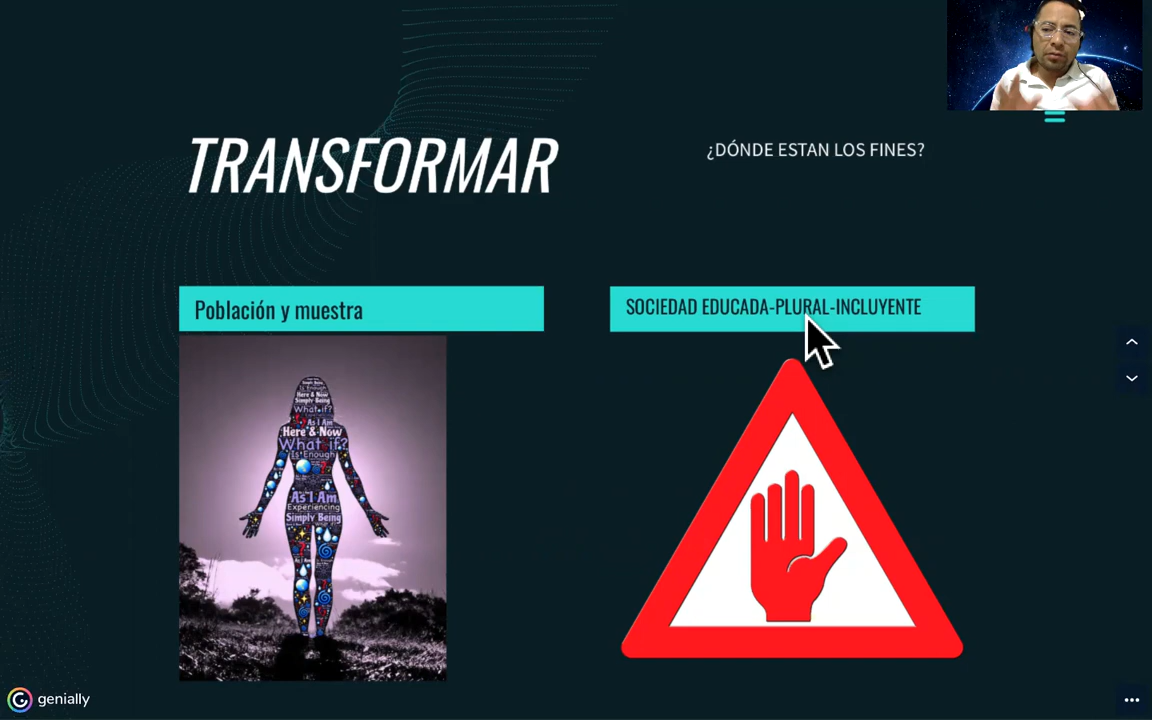 TRANSFORMAR
¿DÓNDE ESTAN LOS FINES?
Población y muestra
SOCIEDAD EDUCADA-PLURAL-INCLUYENTE
Here & Now
Simply Being
What if?
As I Am
Here & Now
What if?
Is Enough
As I Am
Experiencing
Simply Being
genially